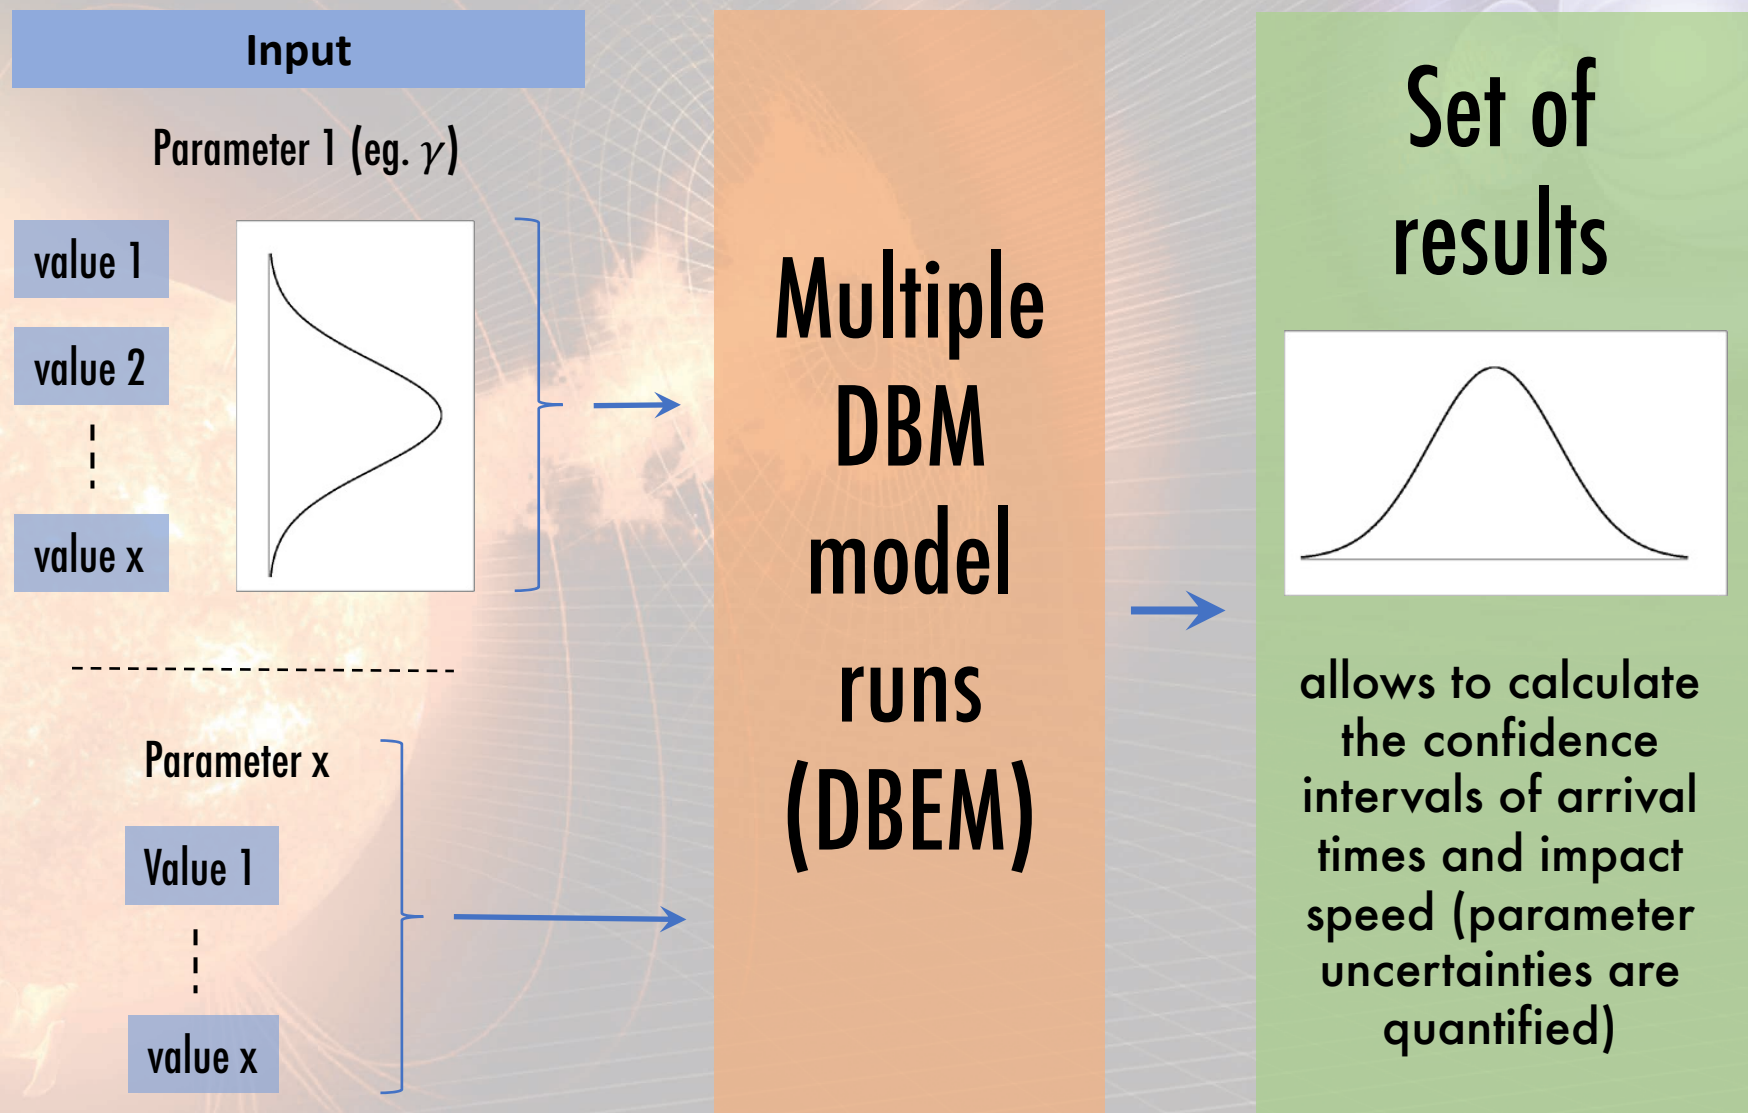 Input
Parameter 1 (eg. γ)
value 1
value 2
value x
Parameter x
Value 1
value x
Multiple
DBM
model
runs
(DBEM)
Set of
results
allows to calculate
the confidence
intervals of arrival
times and impact
speed (parameter
uncertainties are
quantified)